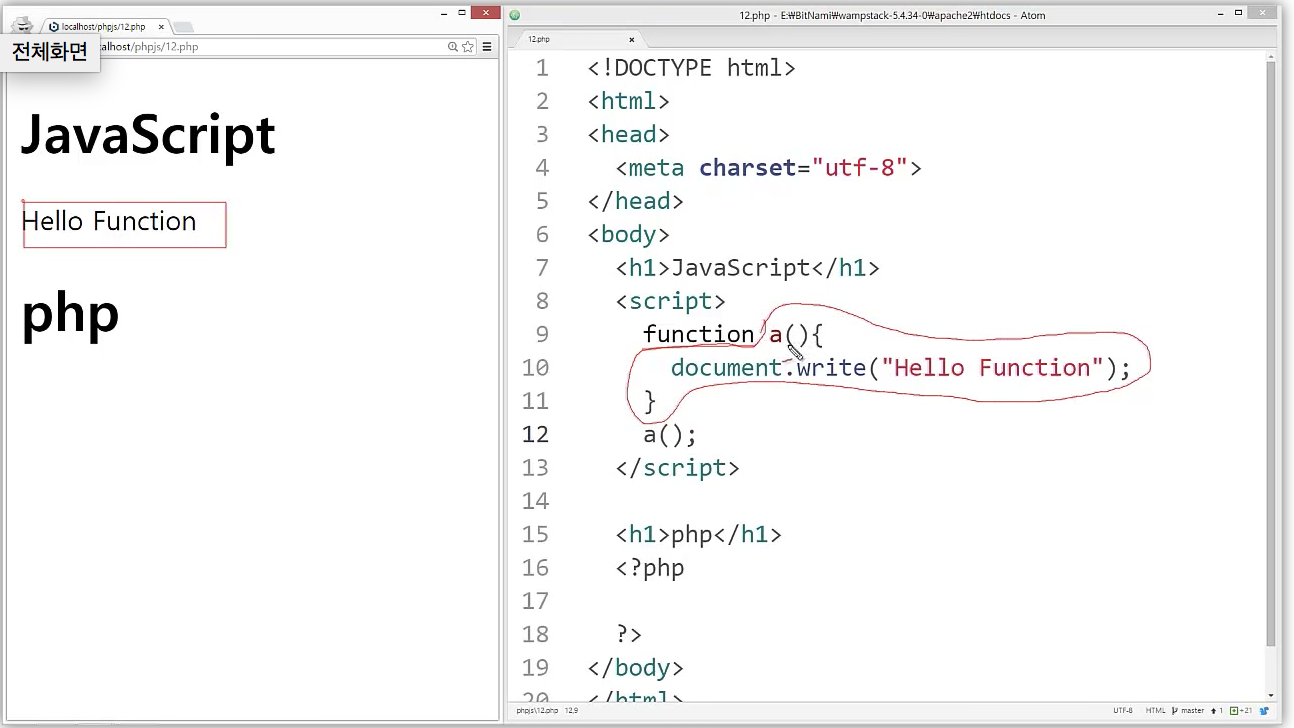 localhost/phpjs/12.php
alhost/phpjs/12.php
전체화면
JavaScript
Hello Function
php
12.php - E:₩BitNami₩wampstack-5.4.34-0₩apache2₩htdocs - Atom
12.php
1 <!DOCTYPE html>
2 <html>
3 <head>
4 <meta charset="utf-8">
5 </head>
6 <body>
7 <h1>JavaScript</h1>
8 <script>
9 function a(){
10 document.write("Hello Function");
11 }
12 a();
13 </script>
14
15 <h1>php</h1>
16 <?php
17
18 ?>
19 </body>
20 </html>
phpjs\12.php 12,9
UTF-8 HTML master 1 +21